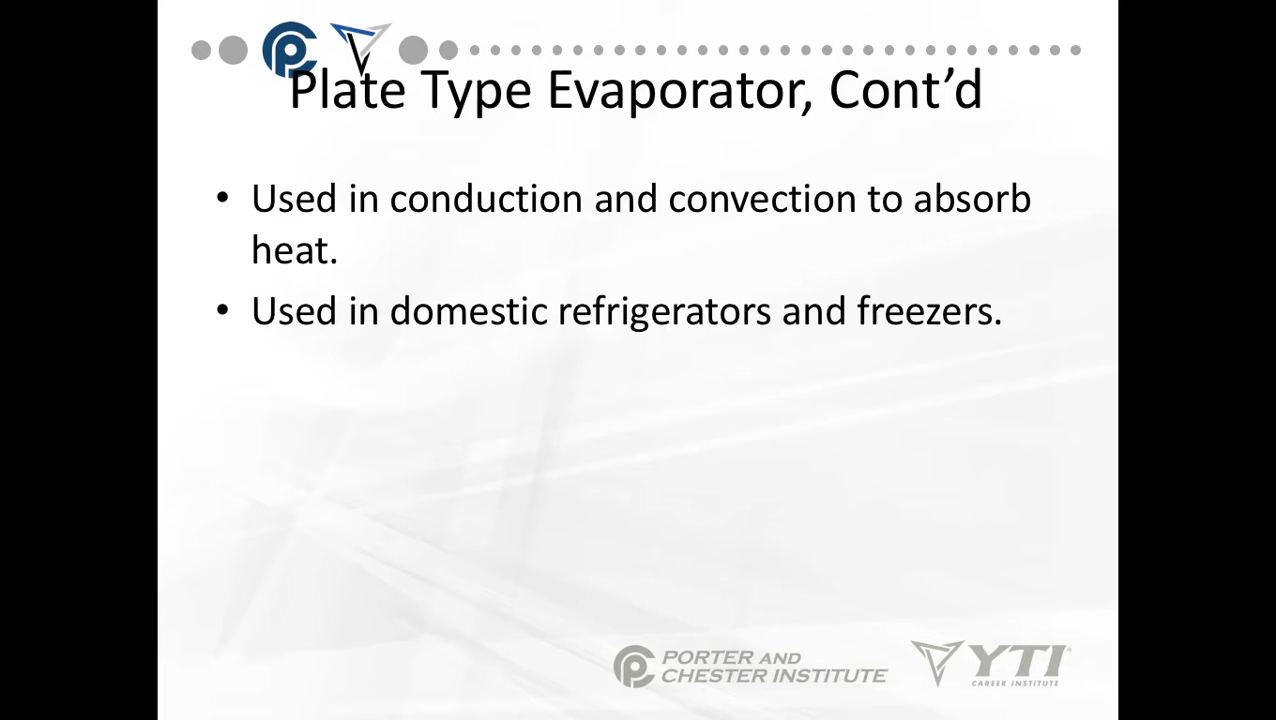 Plate Type Evaporator, Cont’d
• Used in conduction and convection to absorb
heat.
• Used in domestic refrigerators and freezers.
PORTER AND
CHESTER INSTITUTE
YTI®
CAREER INSTITUTE